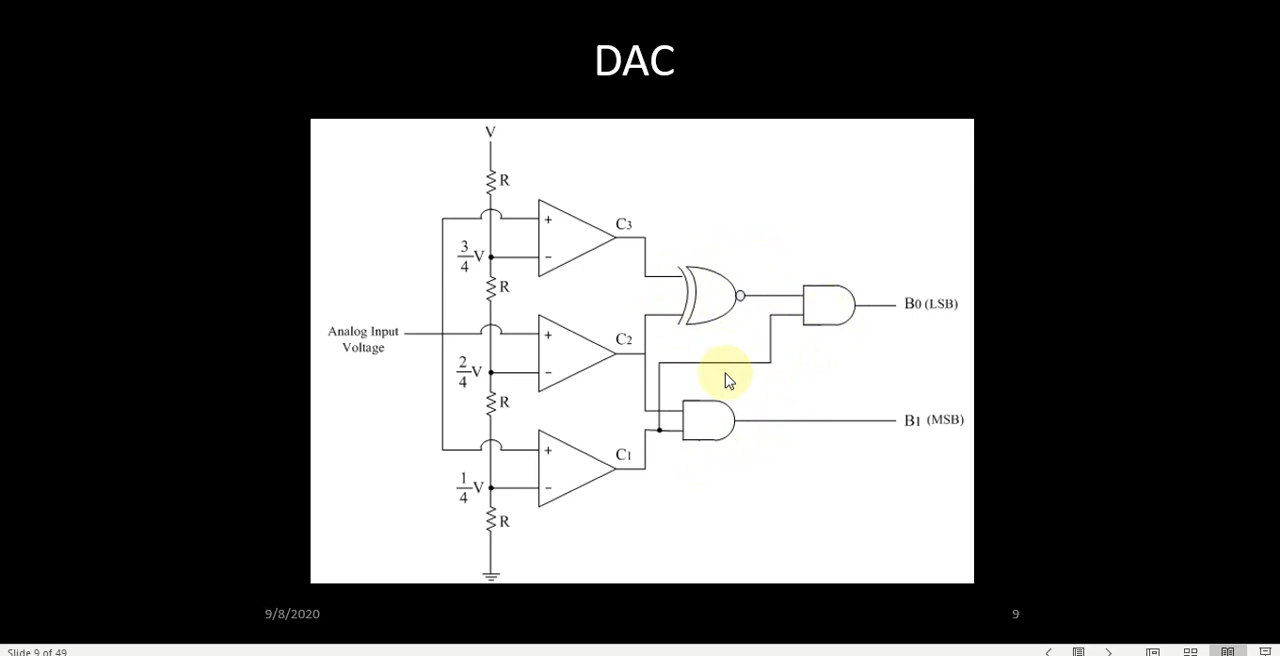 DAC
V
R
+
C3
3/4 V
-
R
+
Analog Input
Voltage
C2
2/4 V
-
R
+
C1
1/4 V
-
R
B0 (LSB)
B1 (MSB)
9/8/2020
9
Slide 9 of 49